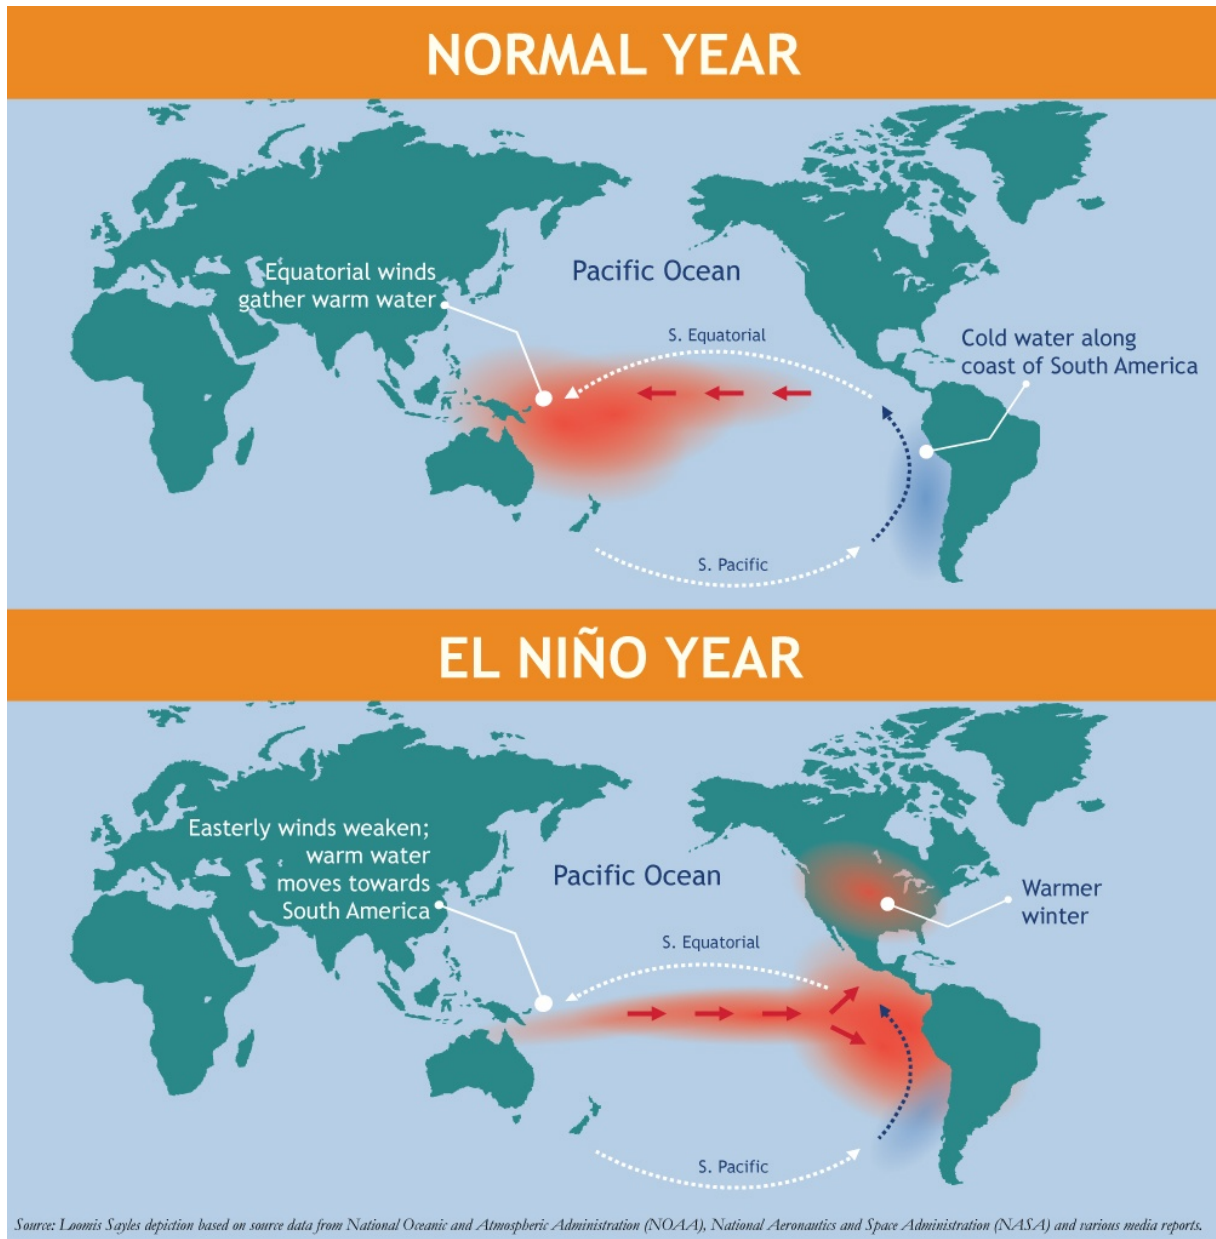 NORMAL YEAR
Equatorial winds
gather warm water
Pacific Ocean
S. Equatorial
Cold water along
coast of South America
S. Pacific
EL NIÑO YEAR
Easterly winds weaken;
warm water
moves towards
South America
Pacific Ocean
Warmer
winter
S. Equatorial
S. Pacific
Source: Loomis Sayles depiction based on source data from National Oceanic and Atmospheric Administration (NOAA), National Aeronautics and Space Administration (NASA) and various media reports.